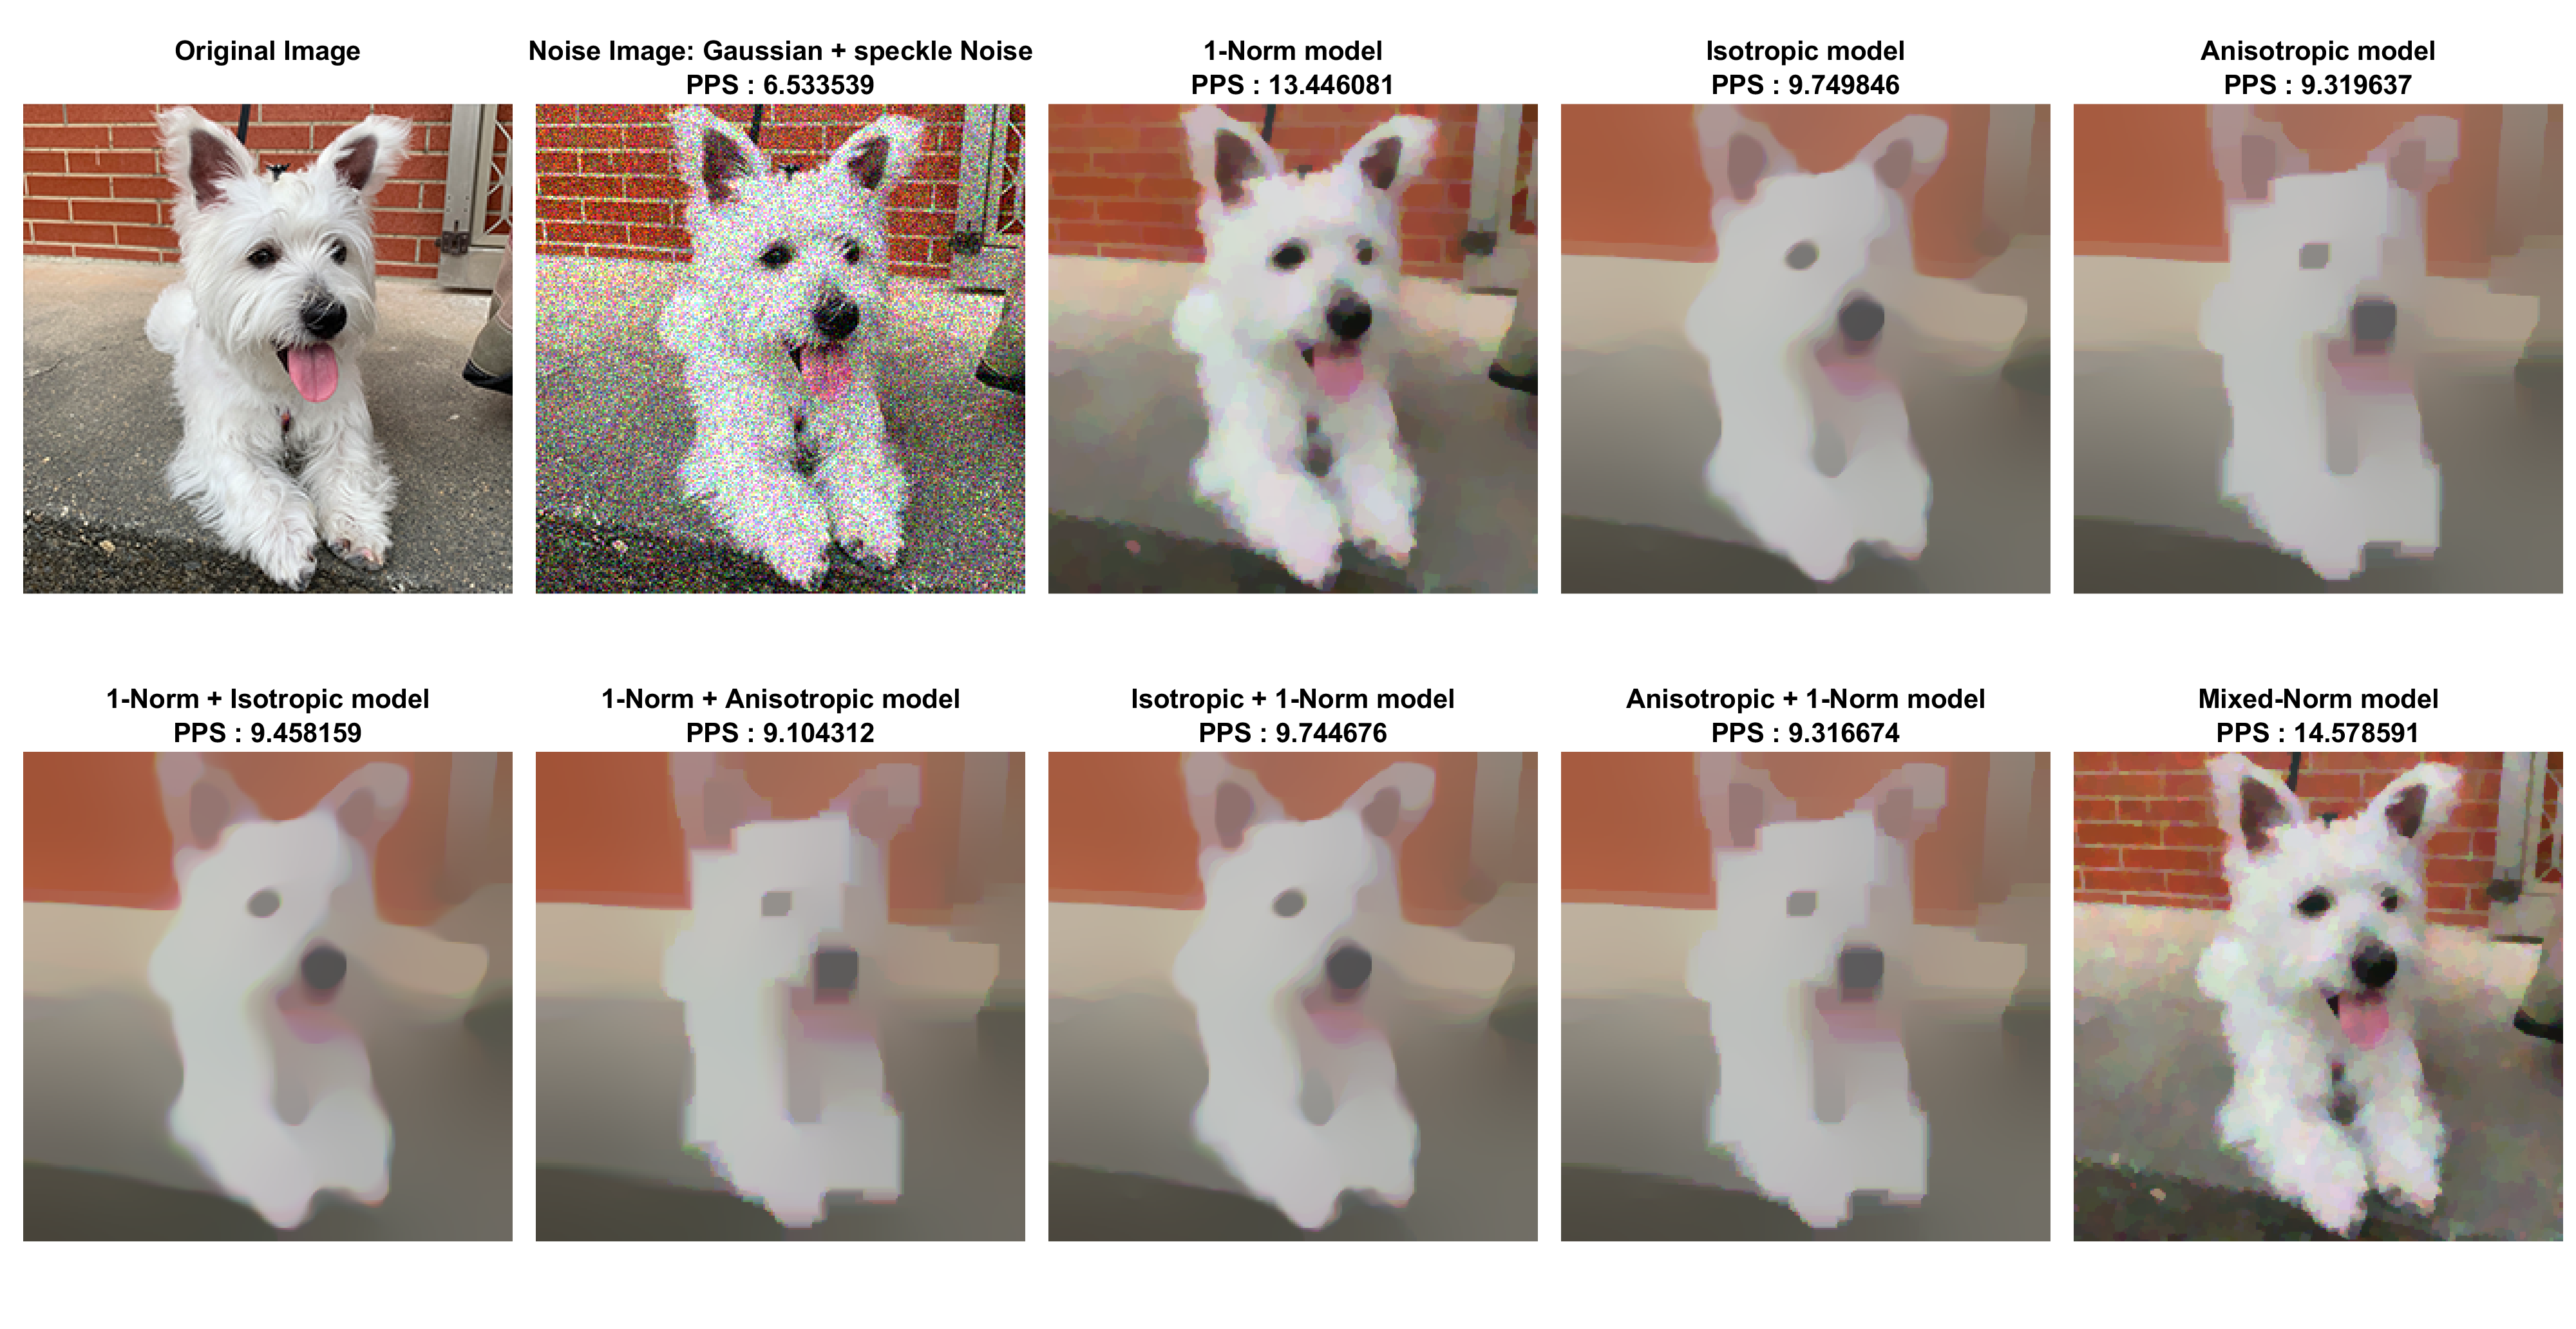 Original Image
Noise Image: Gaussian + speckle Noise
PPS : 6.533539
1-Norm model
PPS : 13.446081
Isotropic model
PPS : 9.749846
Anisotropic model
PPS : 9.319637
1-Norm + Isotropic model
PPS : 9.458159
1-Norm + Anisotropic model
PPS : 9.104312
Isotropic + 1-Norm model
PPS : 9.744676
Anisotropic + 1-Norm model
PPS : 9.316674
Mixed-Norm model
PPS : 14.578591